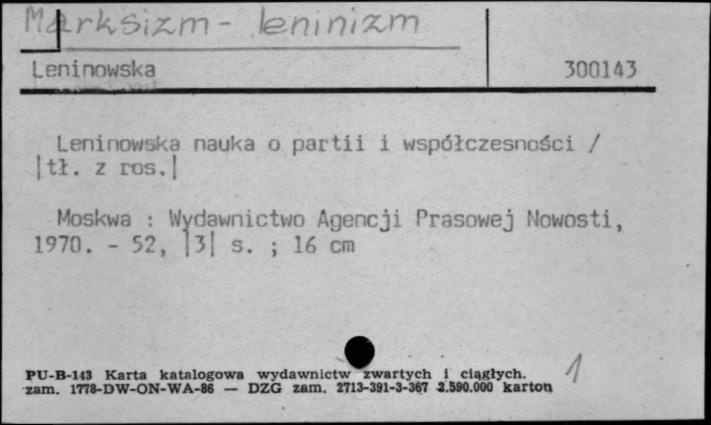 Marksizm - leninizm
Leninowska
300143
Leninowska nauka o partii i współczesności /
|tł. z ros.|
Moskwa : Wydawnictwo Agencji Prasowej Nowosti,
1970. - 52, |3| s. ; 16 cm
PU-B-143 Karta katalogowa wydawnictw zwartych i ciągłych.
zam. 1778-DW-ON-WA-86 — DZG zam. 2713-391-3-367 2.590.000 karton
1